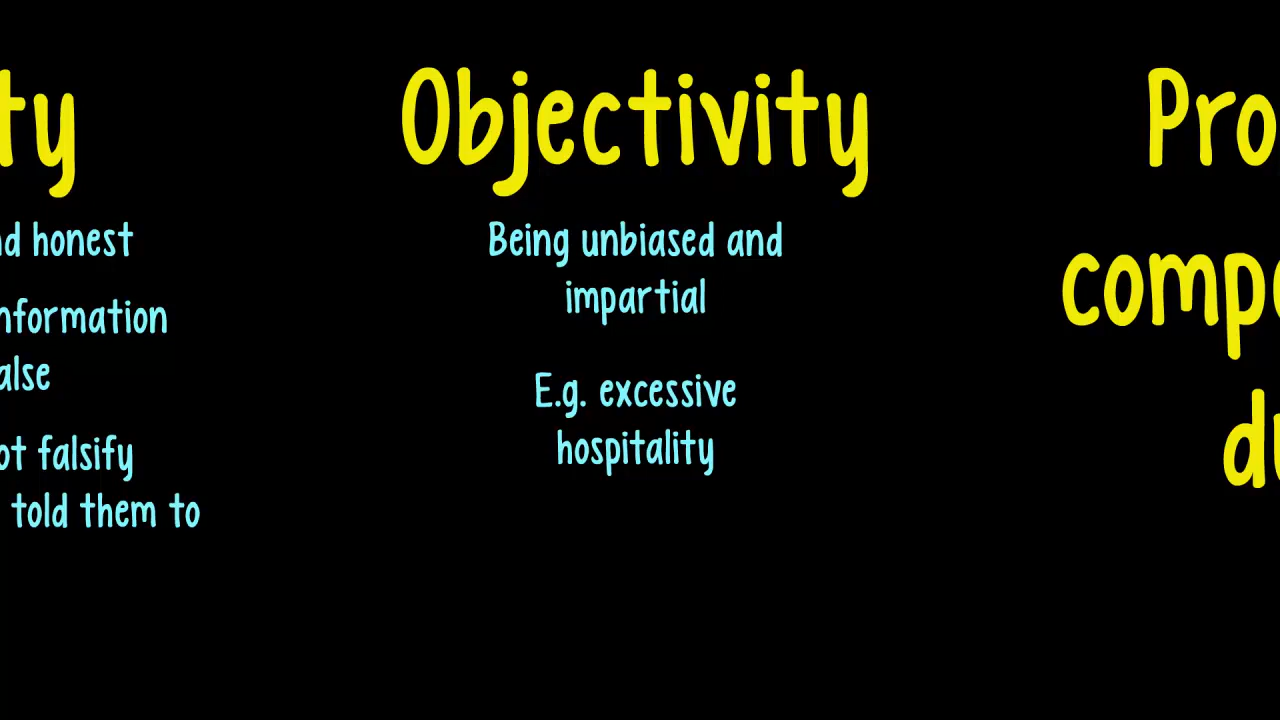 ty
nd honest
nformation
alse
ot falsify
told them to
Objectivity
Being unbiased and
impartial
E.g. excessive
hospitality
Pro
compe
du